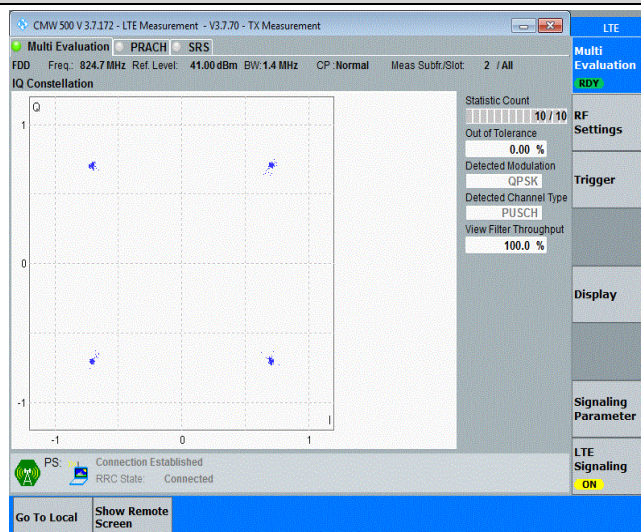 CMW 500 V 3.7.172 - LTE Measurement - V3.7.70 - TX Measurement
LTE
Multi Evaluation PRACH SRS
Multi
Evaluation
RDY
FDD Freq.: 824.7 MHz Ref. Level: 41.00 dBm BW: 1.4 MHz CP : Normal Meas Subfr./Slot: 2 / All
IQ Constellation
Q
1
0
-1
-1
0
1
I
Statistic Count
10 / 10
Out of Tolerance
0.00 %
Detected Modulation
QPSK
Detected Channel Type
PUSCH
View Filter Throughput
100.0 %
RF
Settings
Trigger
Display
Signaling
Parameter
LTE
Signaling
ON
PS: Connection Established
RRC State: Connected
Go To Local
Show Remote
Screen